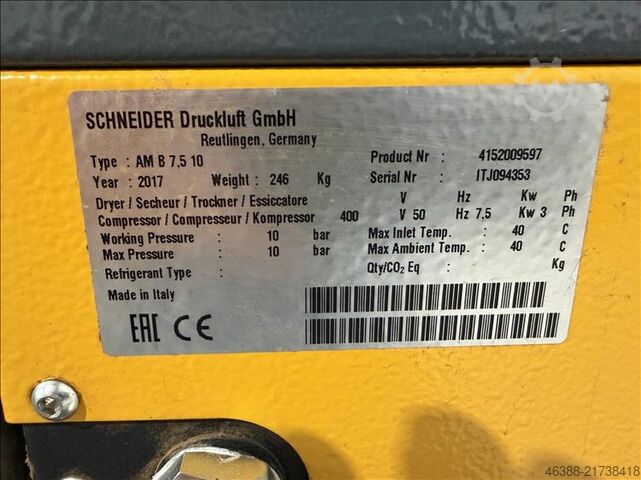 SCHNEIDER Druckluft GmbH
Reutlingen, Germany
Type : AM B 7,5 10 Product Nr : 4152009597
Year : 2017 Weight : 246 Kg Serial Nr : ITJ094353
Dryer / Secheur / Trockner / Essiccatore V Hz Kw Ph
Compressor / Compresseur / Kompressor 400 V 50 Hz 7,5 Kw 3 Ph
Working Pressure : 10 bar Max Inlet Temp. : 40 C
Max Pressure : 10 bar Max Ambient Temp. : 40 C
Refrigerant Type : Qty/CO₂ Eq : Kg
Made in Italy
EAC CE
46388-21738418